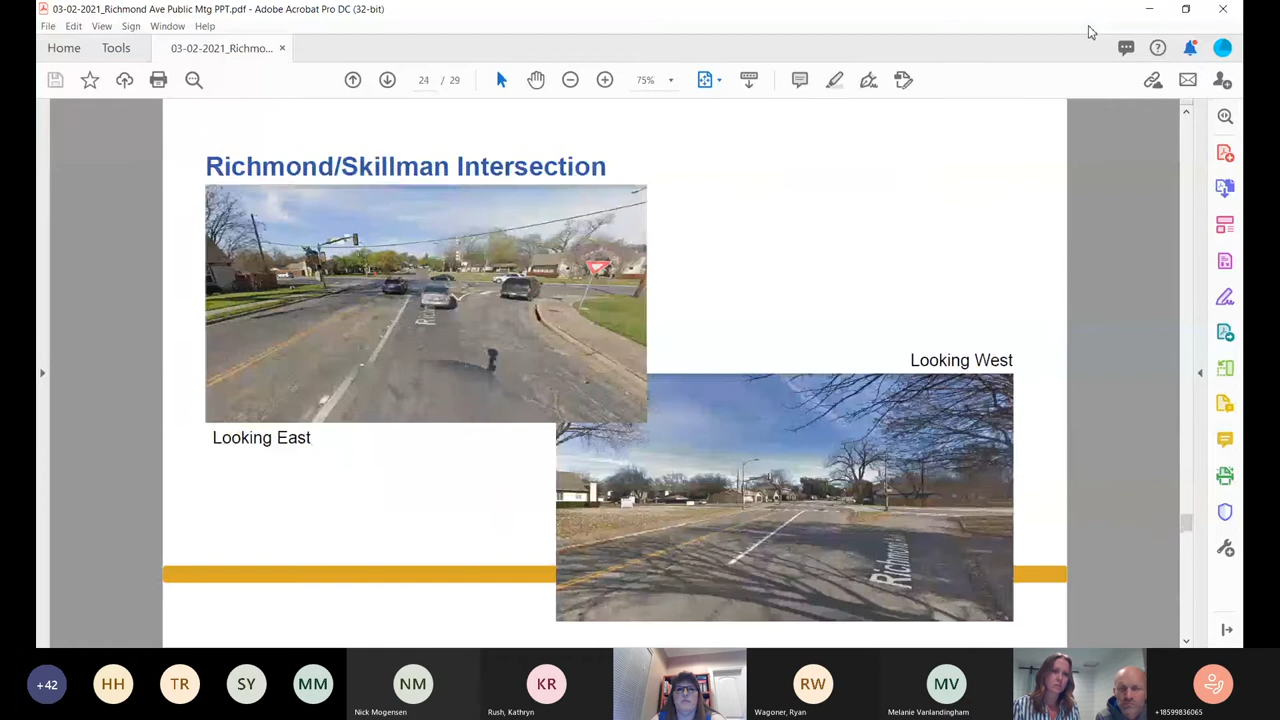 03-02-2021_Richmond Ave Public Mtg PPT.pdf - Adobe Acrobat Pro DC (32-bit)
File Edit View Sign Window Help
Home Tools 03-02-2021_Richmo... ×
24 / 29 75%
Richmond/Skillman Intersection
Looking West
Looking East
Richmond
+42 HH TR SY MM NM KR RW MV
Nick Mogensen Rush, Kathryn Wagoner, Ryan Melanie Vanlandingham +18599836065